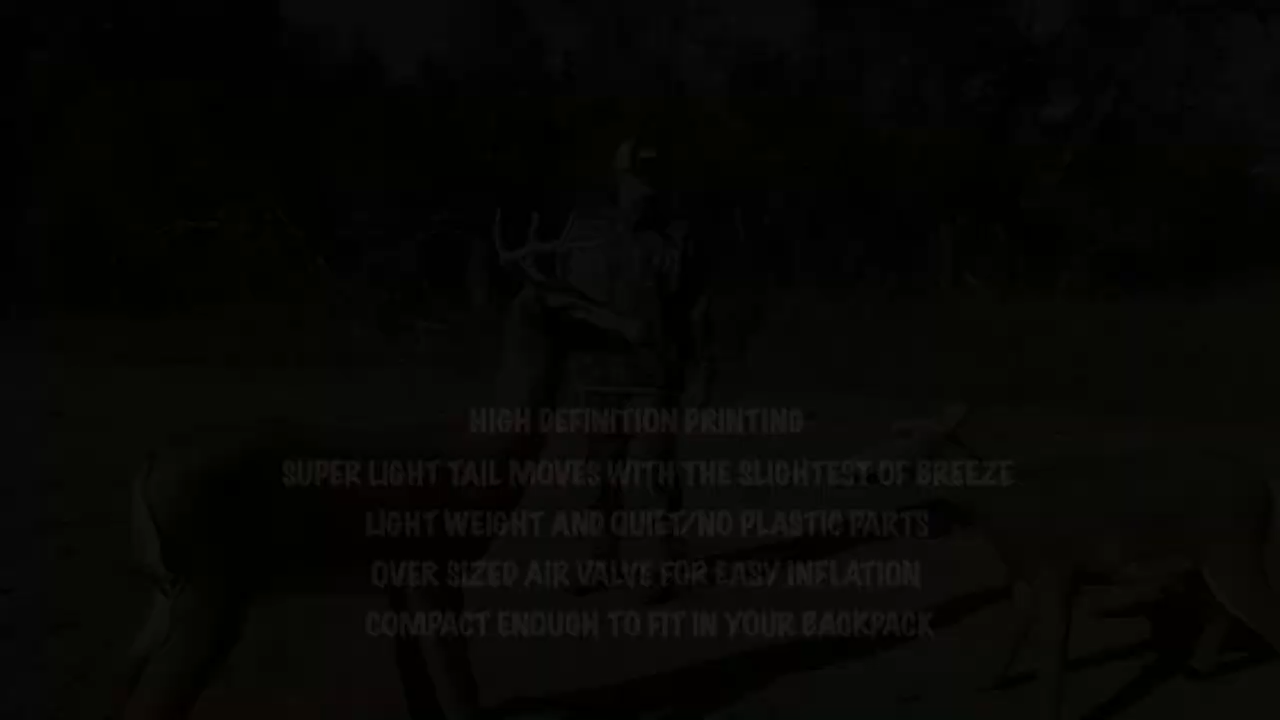 HIGH DEFINITION PRINTING
SUPER LIGHT TAIL MOVES WITH THE SLIGHTEST OF BREEZE
LIGHT WEIGHT AND QUIET/NO PLASTIC PARTS
OVER SIZED AIR VALVE FOR EASY INFLATION
COMPACT ENOUGH TO FIT IN YOUR BACKPACK